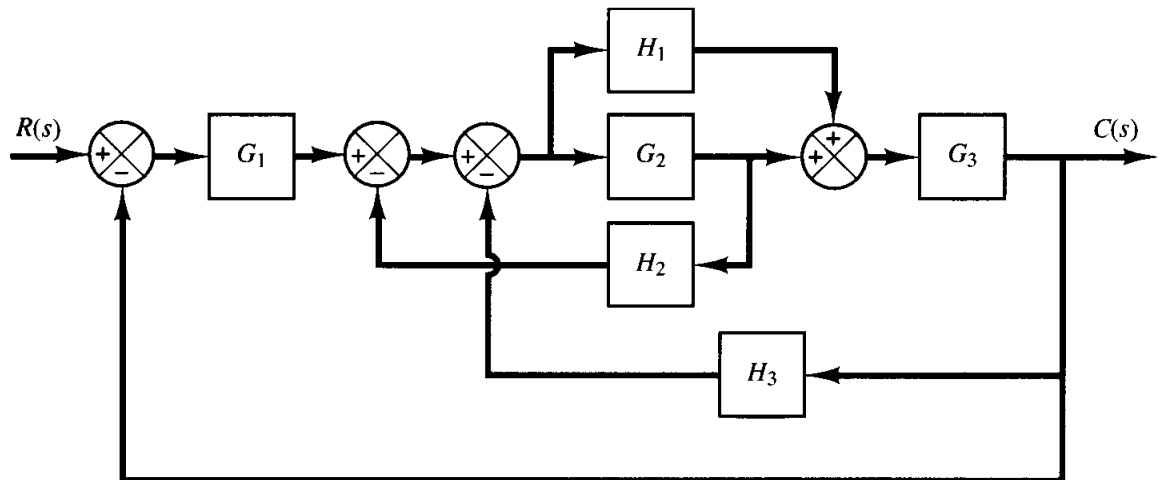 H₁
R(s)
+
−
G₁
+
−
+
−
G₂
+
+
G₃
C(s)
H₂
H₃